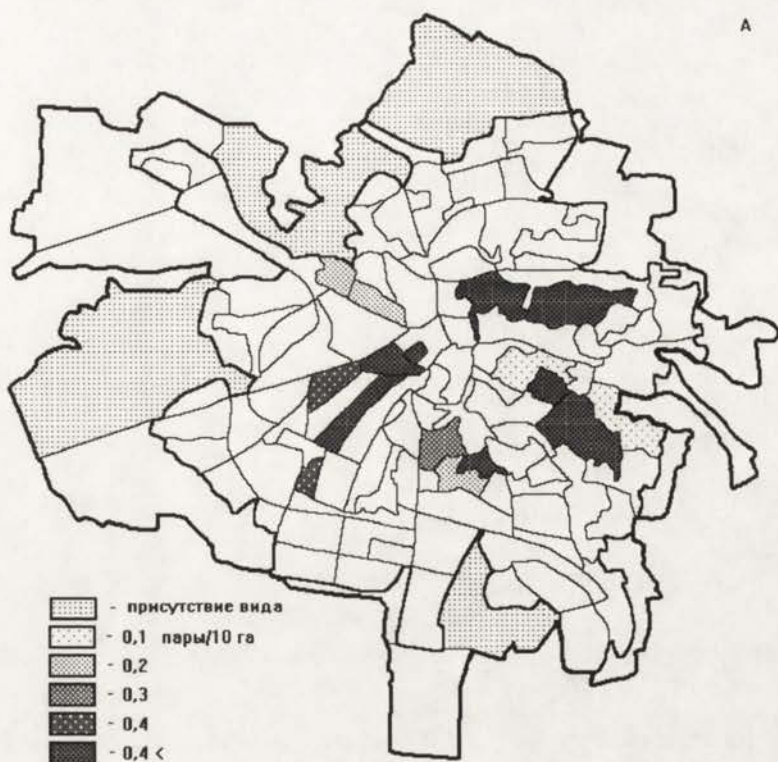 A
- присутствие вида
- 0,1 пары/10 га
- 0,2
- 0,3
- 0,4
- 0,4 <